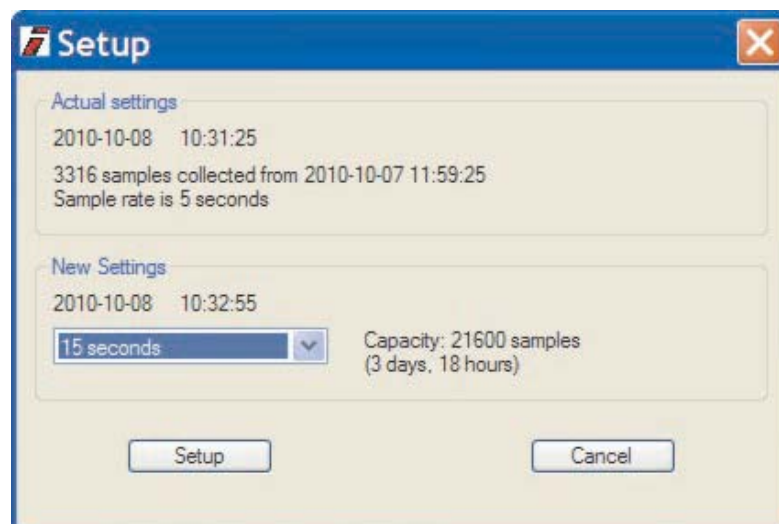 Setup
Actual settings
2010-10-08 10:31:25
3316 samples collected from 2010-10-07 11:59:25
Sample rate is 5 seconds
New Settings
2010-10-08 10:32:55
15 seconds
Capacity: 21600 samples
(3 days, 18 hours)
Setup
Cancel